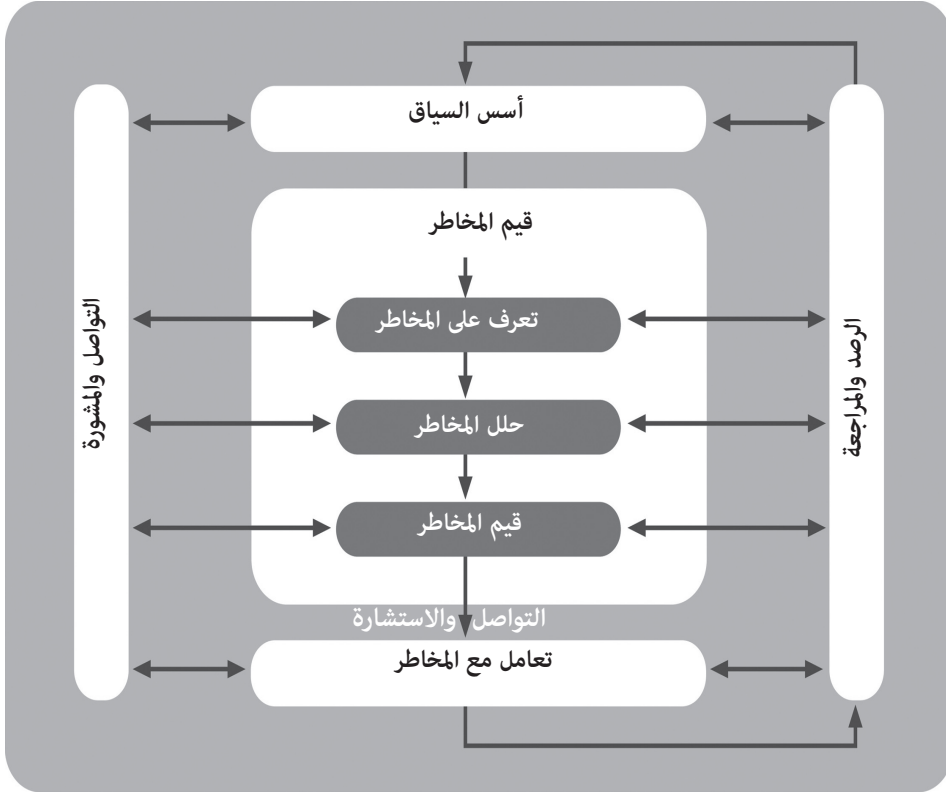 أسس السياق
قيم المخاطر
تعرف على المخاطر
حلل المخاطر
قيم المخاطر
التواصل والاستشارة
تعامل مع المخاطر
الرصد والمراجعة
التواصل والمشورة